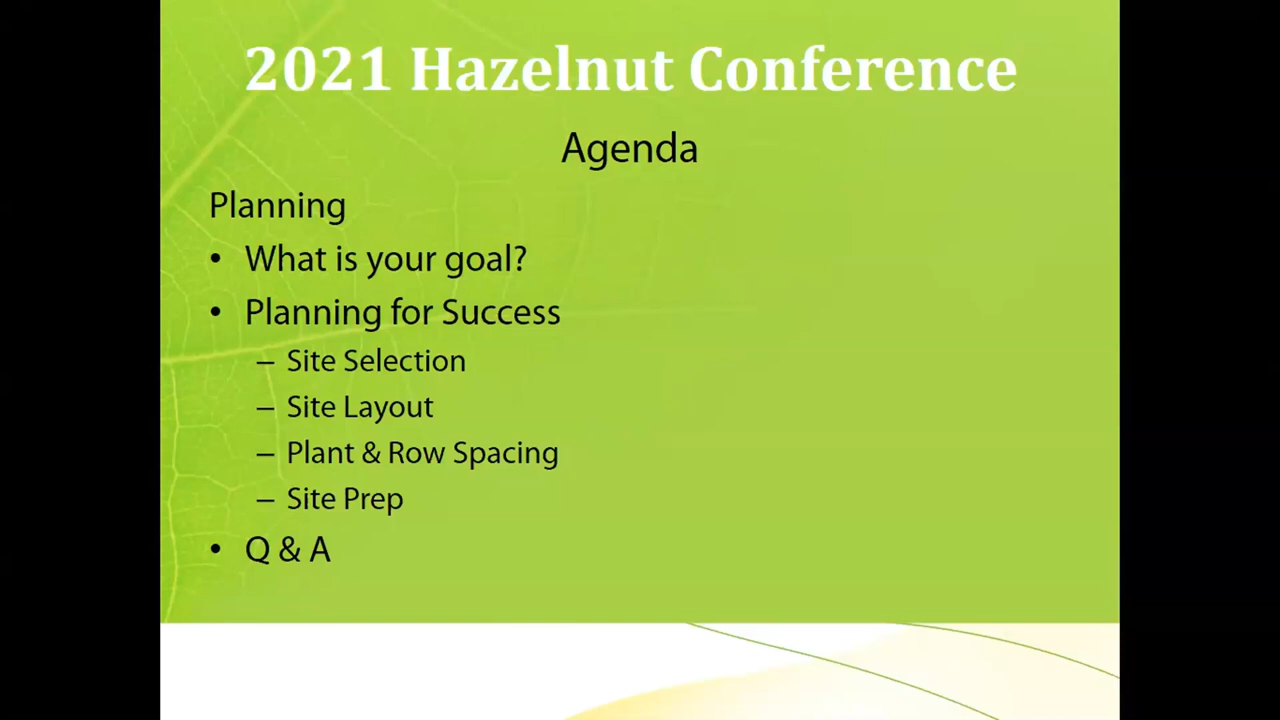 2021 Hazelnut Conference
Agenda
Planning
• What is your goal?
• Planning for Success
– Site Selection
– Site Layout
– Plant & Row Spacing
– Site Prep
• Q & A